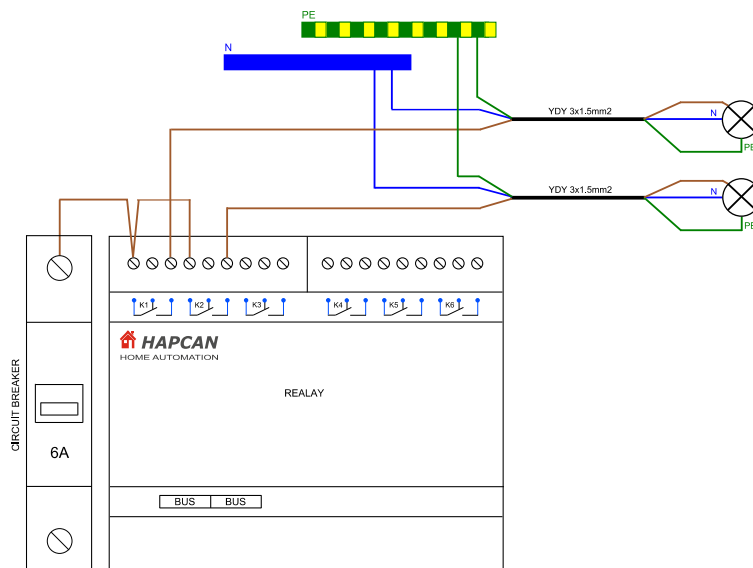 PE
N
YDY 3x1.5mm2
N
PE
YDY 3x1.5mm2
N
PE
K1
K2
K3
K4
K5
K6
HAPCAN
HOME AUTOMATION
REALAY
CIRCUIT BREAKER
6A
BUS
BUS